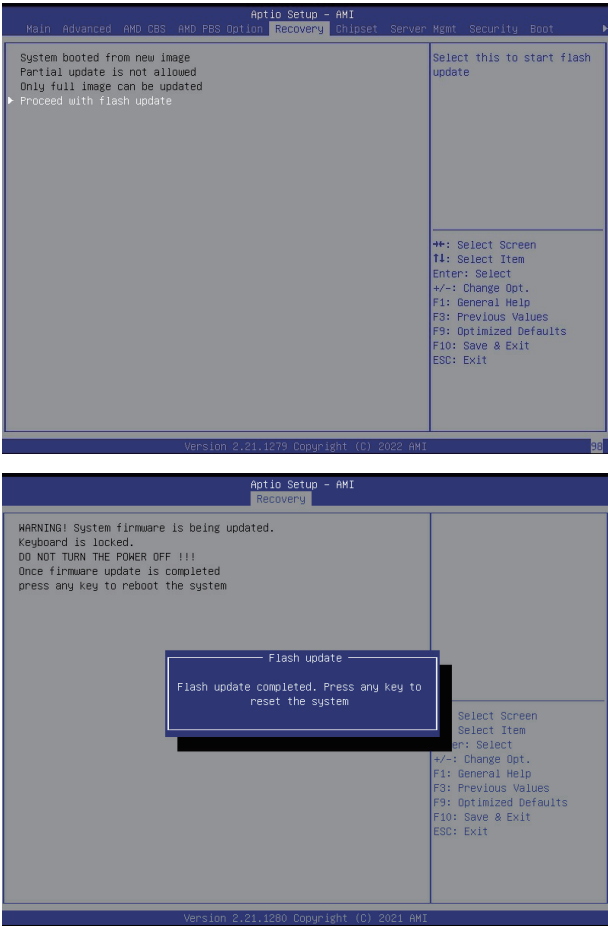 Aptio Setup – AMI
Main Advanced AMD CBS AMD PBS Option Recovery Chipset Server Mgmt Security Boot
System booted from new image
Partial update is not allowed
Only full image can be updated
Proceed with flash update
Select this to start flash
update
: Select Screen
↑↓: Select Item
Enter: Select
+/-: Change Opt.
F1: General Help
F3: Previous Values
F9: Optimized Defaults
F10: Save & Exit
ESC: Exit
Version 2.21.1279 Copyright (C) 2022 AMI
98
Aptio Setup – AMI
Recovery
WARNING! System firmware is being updated.
Keyboard is locked.
DO NOT TURN THE POWER OFF !!!
Once firmware update is completed
press any key to reboot the system
Flash update
Flash update completed. Press any key to
reset the system
Select Screen
Select Item
er: Select
+/-: Change Opt.
F1: General Help
F3: Previous Values
F9: Optimized Defaults
F10: Save & Exit
ESC: Exit
Version 2.21.1280 Copyright (C) 2021 AMI